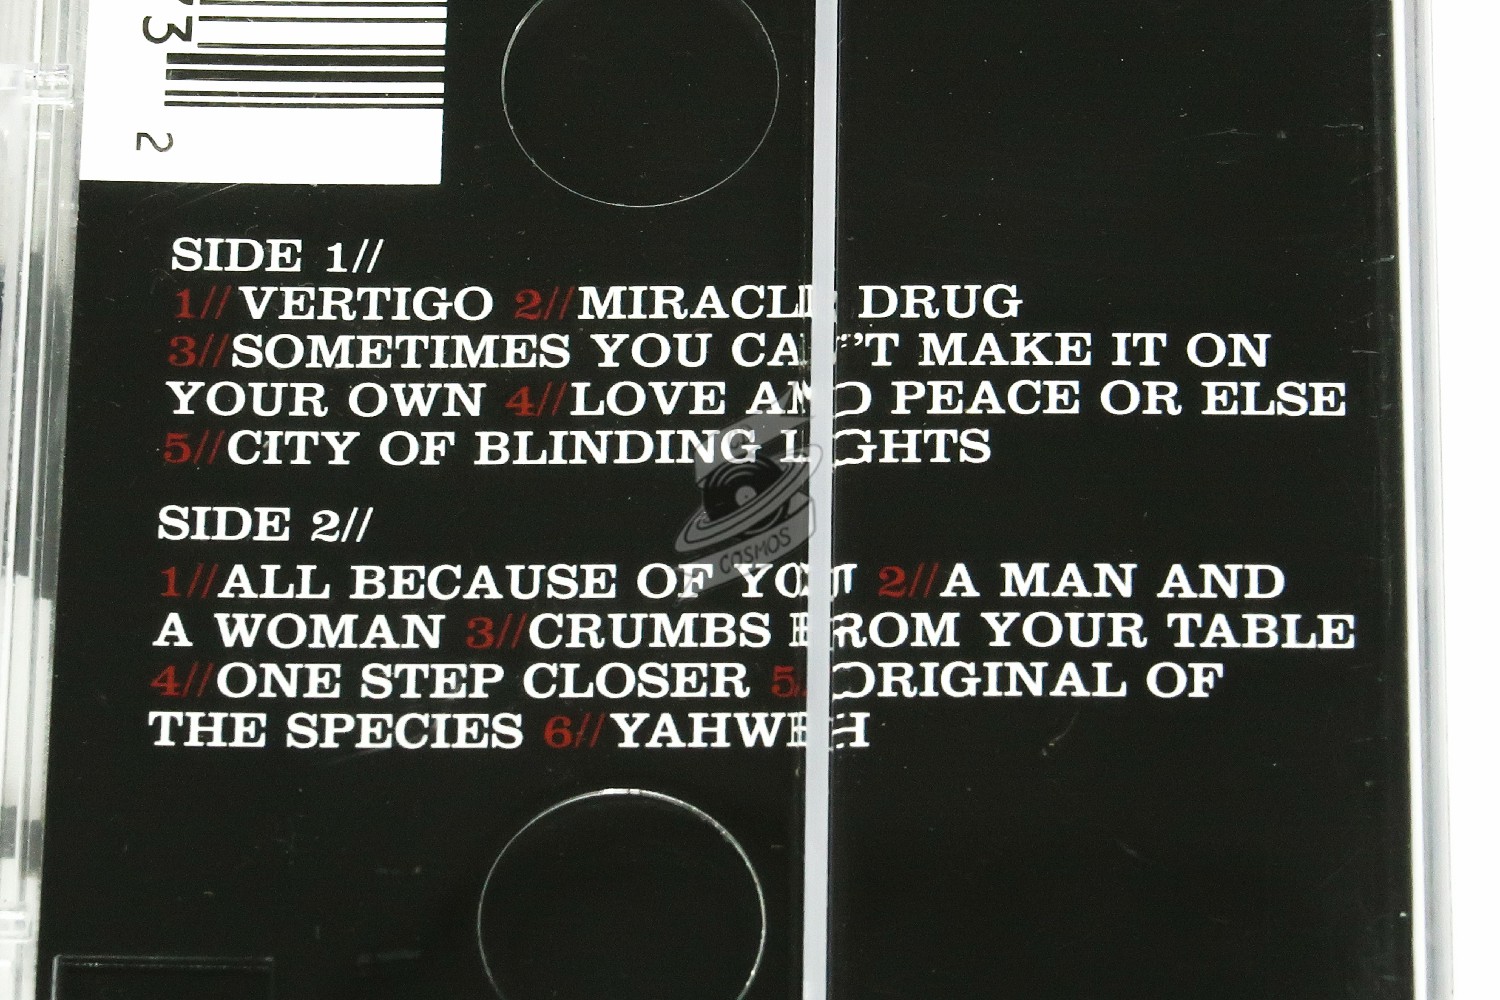 3
2
SIDE 1//
1//VERTIGO 2//MIRACLE DRUG
3//SOMETIMES YOU CAN'T MAKE IT ON
YOUR OWN 4//LOVE AND PEACE OR ELSE
5//CITY OF BLINDING LIGHTS
COSMOS
SIDE 2//
1//ALL BECAUSE OF YOU 2//A MAN AND
A WOMAN 3//CRUMBS FROM YOUR TABLE
4//ONE STEP CLOSER 5//ORIGINAL OF
THE SPECIES 6//YAHWEH